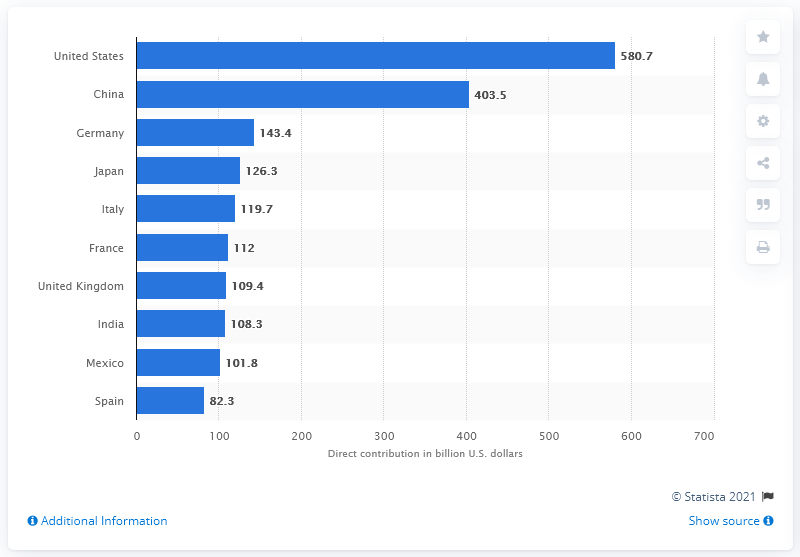 United States 580.7
China 403.5
Germany 143.4
Japan 126.3
Italy 119.7
France 112
United Kingdom 109.4
India 108.3
Mexico 101.8
Spain 82.3
0 100 200 300 400 500 600 700
Direct contribution in billion U.S. dollars
© Statista 2021
Additional Information Show source